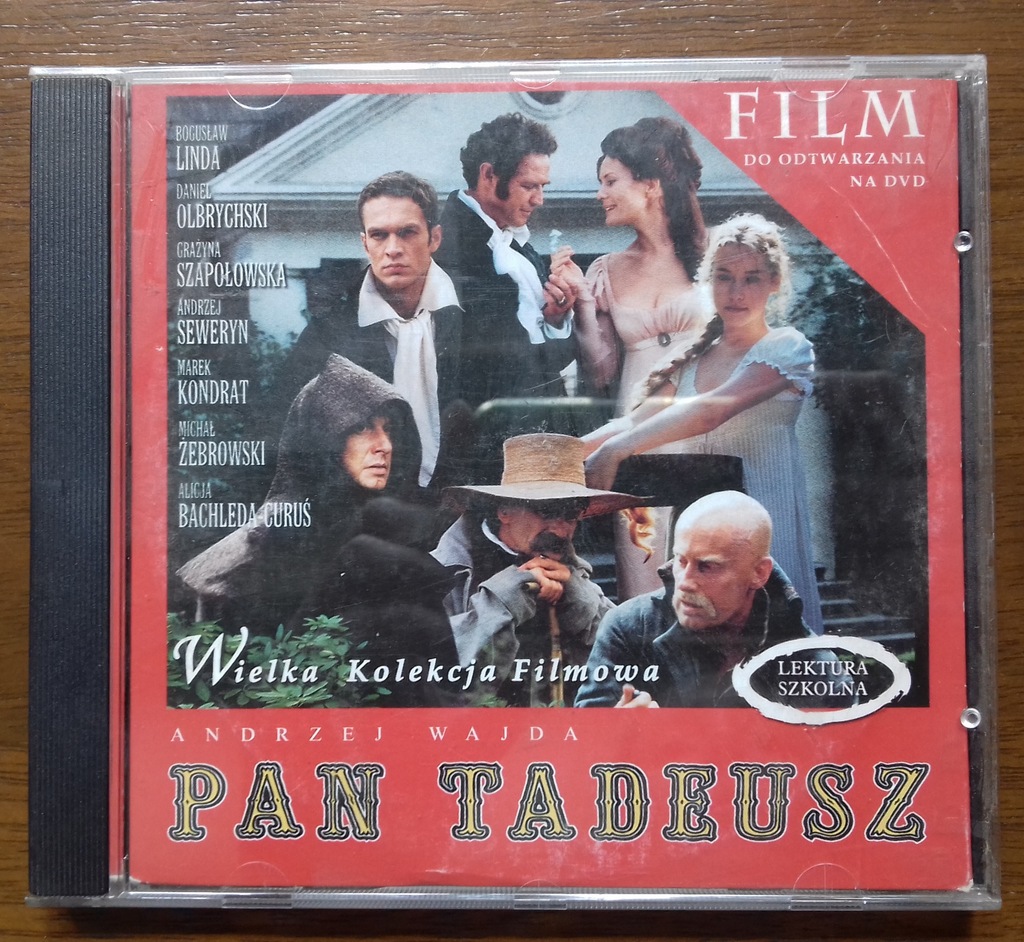 BOGUSŁAW
LINDA
DANIEL
OLBRYCHSKI
GRAŻYNA
SZAPOŁOWSKA
ANDRZEJ
SEWERYN
MAREK
KONDRAT
MICHAŁ
ŻEBROWSKI
ALICJA
BACHLEDA-CURUŚ
FILM
DO ODTWARZANIA
NA DVD
Wielka Kolekcja Filmowa
LEKTURA
SZKOLNA
ANDRZEJ WAJDA
PAN TADEUSZ